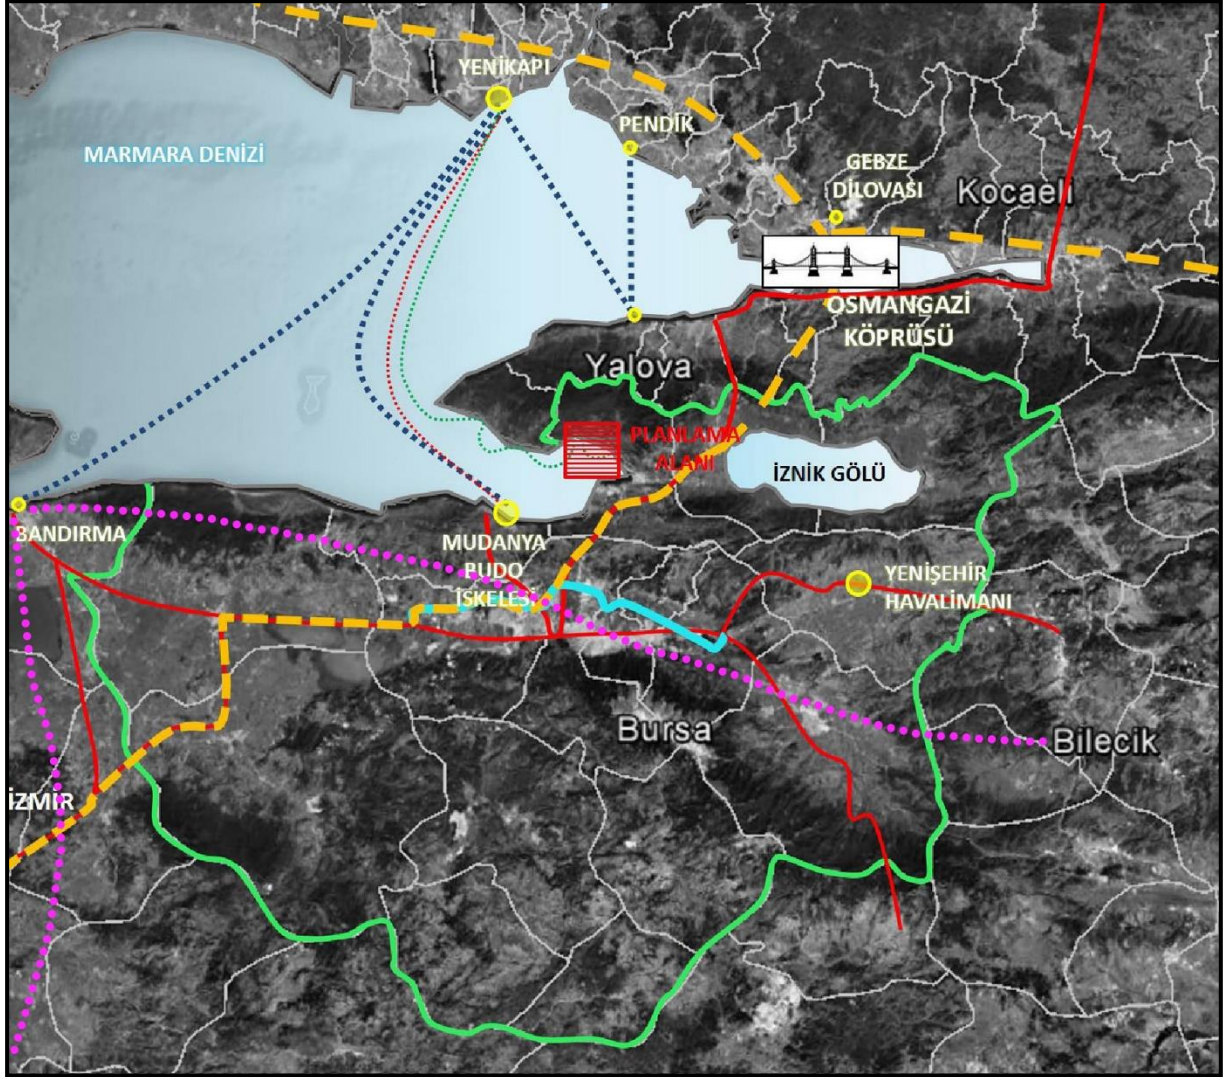 YENİKAPI
PENDİK
MARMARA DENİZİ
GEBZE
DİLOVASI
Kocaeli
OSMANGAZİ
KÖPRÜSÜ
Yalova
PLANLAMA
ALANI
İZNİK GÖLÜ
BANDIRMA
MUDANYA
PUDO
İSKELESİ
YENİŞEHİR
HAVALİMANI
Bursa
Bilecik
İZMİR